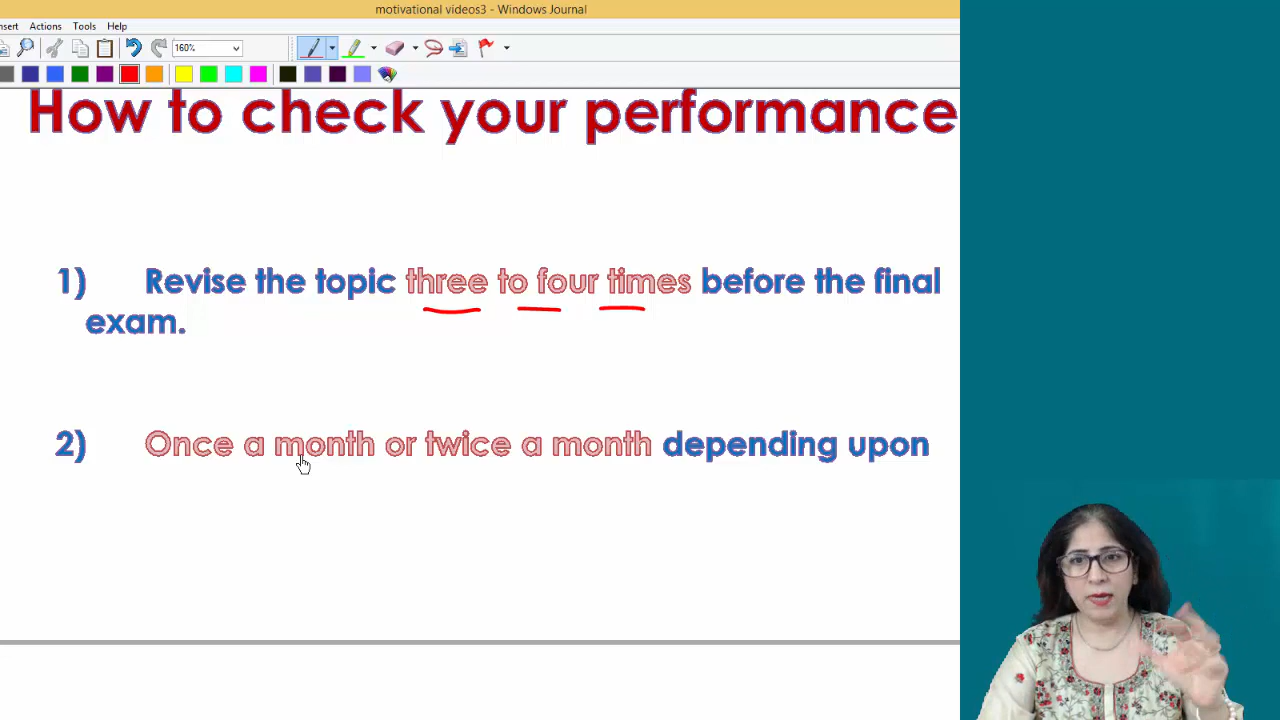 motivational videos3 - Windows Journal
nsert Actions Tools Help
160%
How to check your performance
1) Revise the topic three to four times before the final
exam.
2) Once a month or twice a month depending upon